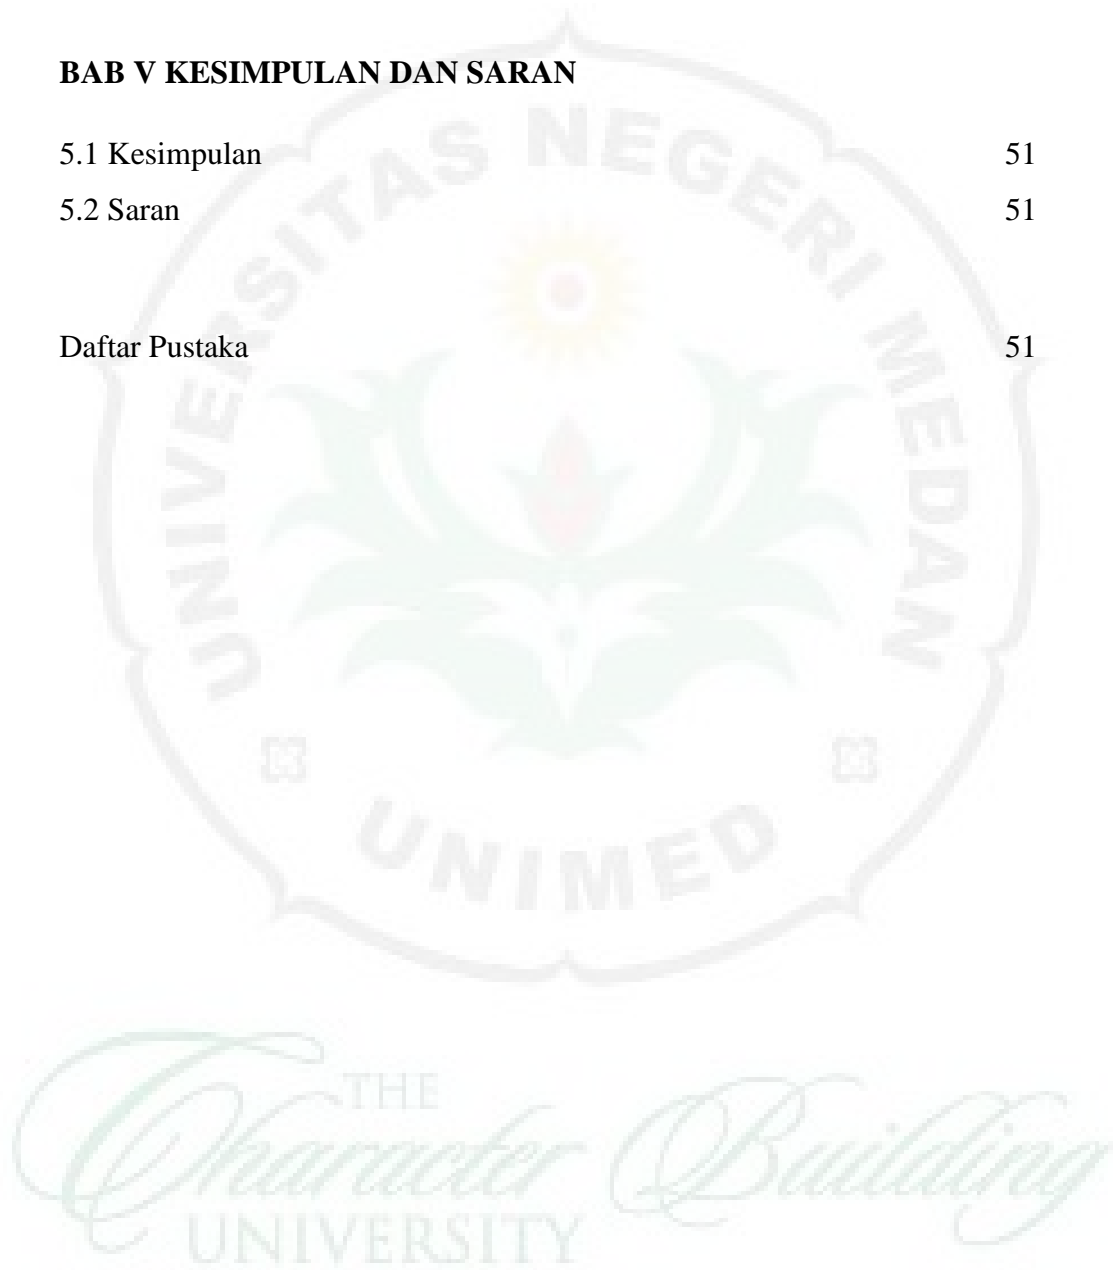 BAB V KESIMPULAN DAN SARAN
5.1 Kesimpulan 51
5.2 Saran 51
Daftar Pustaka 51
UNIVERSITAS NEGERI MEDAN
UNIMED
THE
Character Building
UNIVERSITY